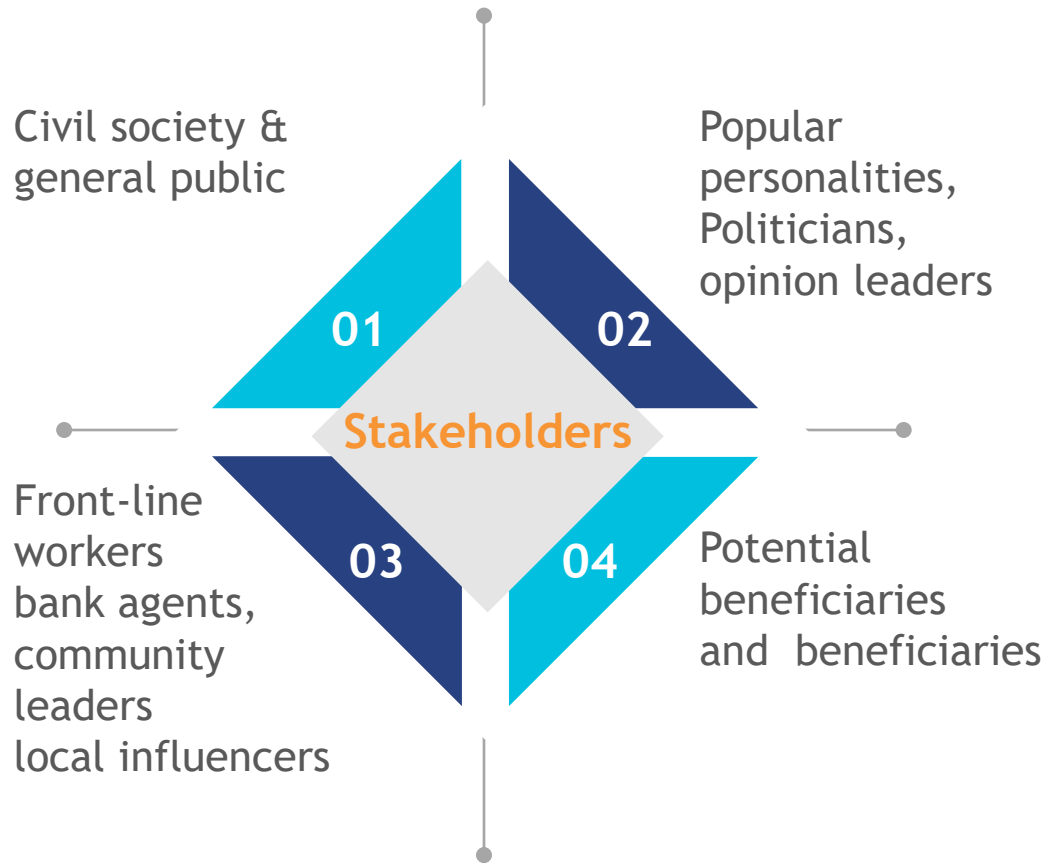 Civil society &
general public
Popular
personalities,
Politicians,
opinion leaders
01
02
Stakeholders
03
04
Front-line
workers
bank agents,
community
leaders
local influencers
Potential
beneficiaries
and  beneficiaries